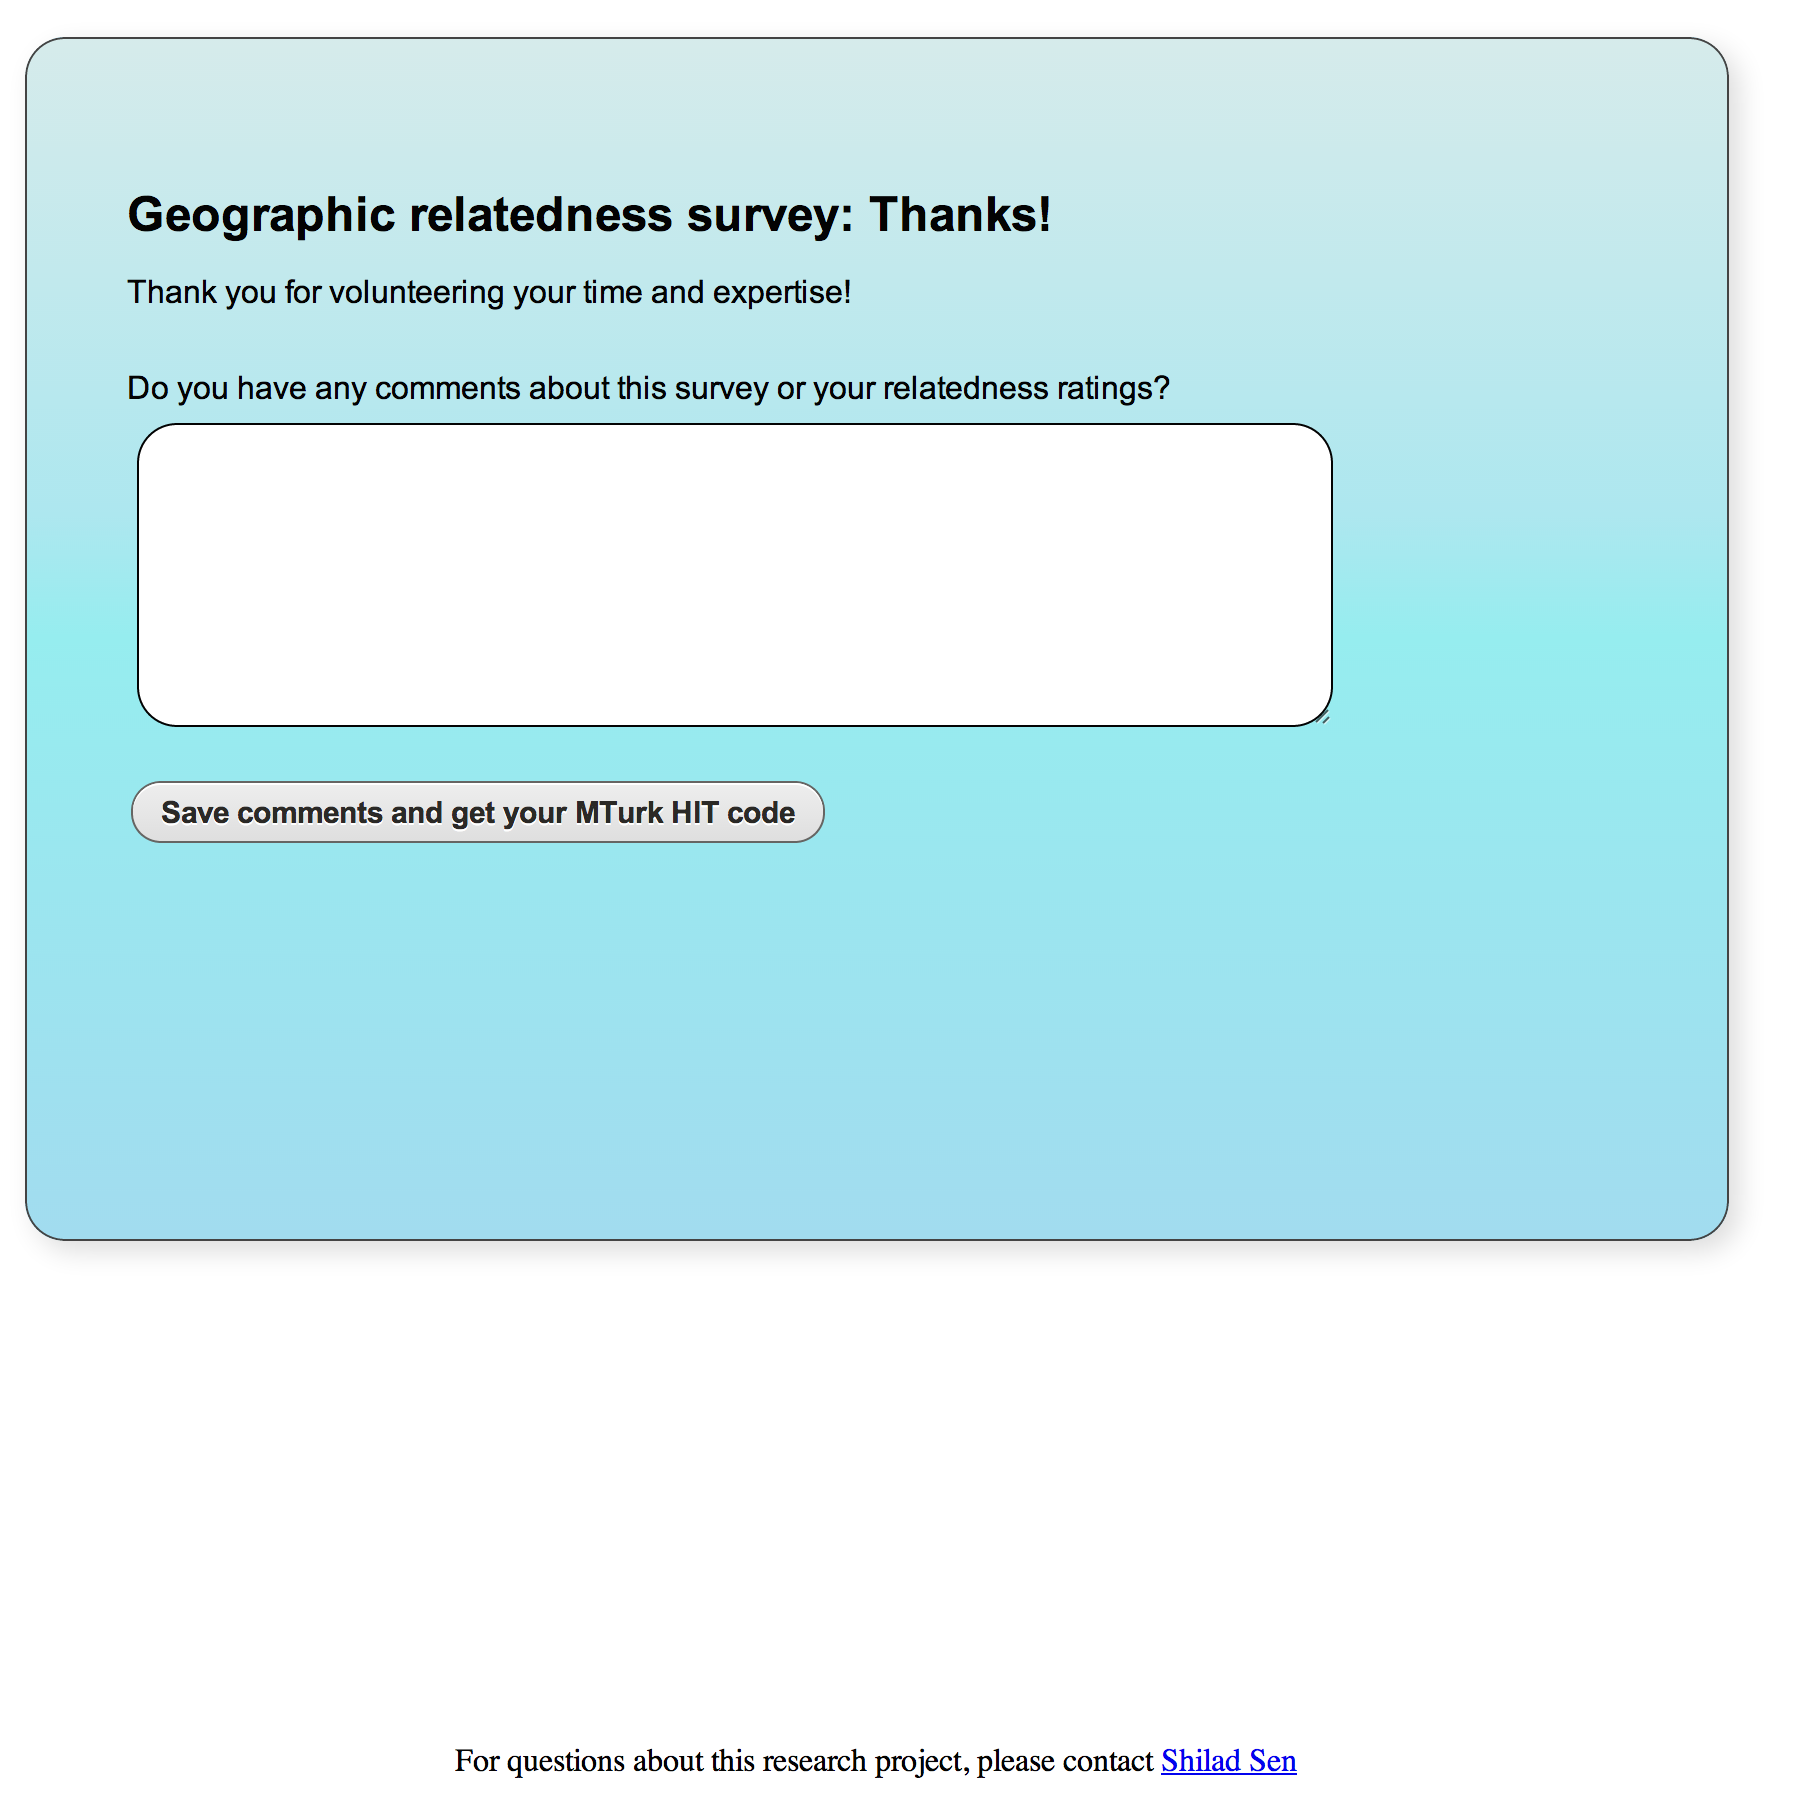 Geographic relatedness survey: Thanks!
Thank you for volunteering your time and expertise!
Do you have any comments about this survey or your relatedness ratings?
Save comments and get your MTurk HIT code
For questions about this research project, please contact Shilad Sen